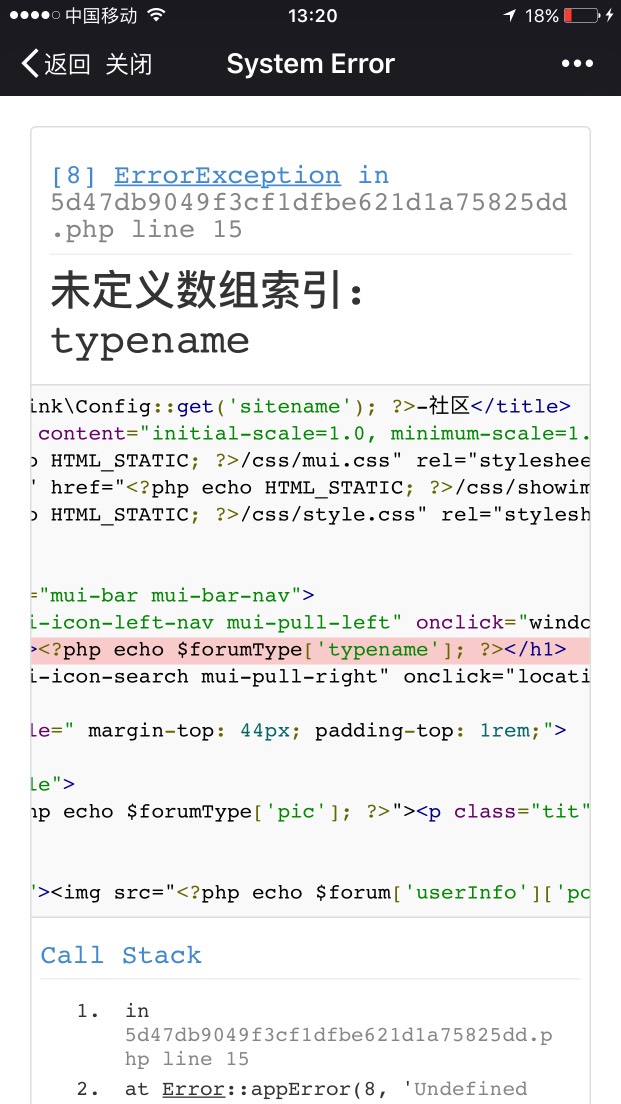 中国移动 13:20 18%
返回 关闭 System Error
[8] ErrorException in
5d47db9049f3cf1dfbe621d1a75825dd
.php line 15
未定义数组索引：
typename
ink\Config::get('sitename'); ?>-社区</title>
content="initial-scale=1.0, minimum-scale=1.
HTML_STATIC; ?>/css/mui.css" rel="styleshee
" href="<?php echo HTML_STATIC; ?>/css/showim
HTML_STATIC; ?>/css/style.css" rel="stylesh
="mui-bar mui-bar-nav">
i-icon-left-nav mui-pull-left" onclick="windo
><?php echo $forumType['typename']; ?></h1>
i-icon-search mui-pull-right" onclick="locati
le=" margin-top: 44px; padding-top: 1rem;">
le">
hp echo $forumType['pic']; ?>"><p class="tit"
"><img src="<?php echo $forum['userInfo']['po
Call Stack
1. in
5d47db9049f3cf1dfbe621d1a75825dd.p
hp line 15
2. at Error::appError(8, 'Undefined